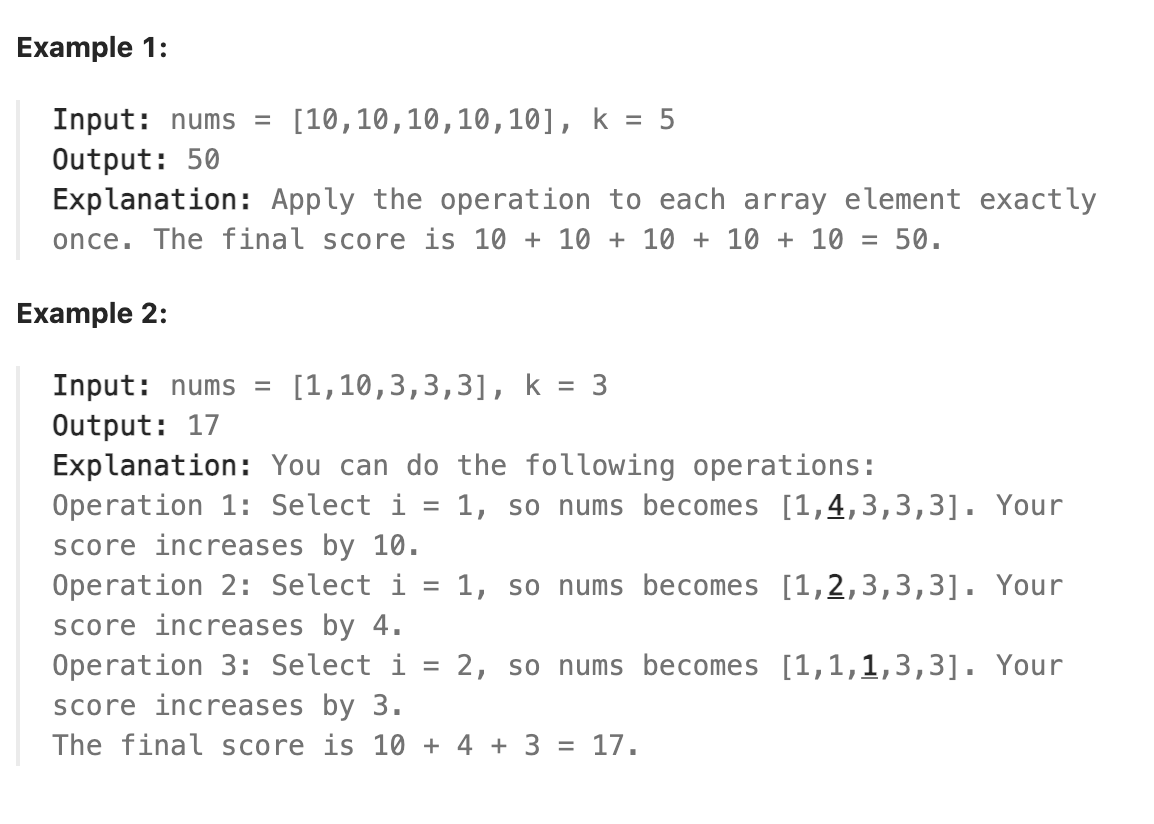 Example 1:
Input: nums = [10,10,10,10,10], k = 5
Output: 50
Explanation: Apply the operation to each array element exactly
once. The final score is 10 + 10 + 10 + 10 + 10 = 50.
Example 2:
Input: nums = [1,10,3,3,3], k = 3
Output: 17
Explanation: You can do the following operations:
Operation 1: Select i = 1, so nums becomes [1,4,3,3,3]. Your
score increases by 10.
Operation 2: Select i = 1, so nums becomes [1,2,3,3,3]. Your
score increases by 4.
Operation 3: Select i = 2, so nums becomes [1,1,1,3,3]. Your
score increases by 3.
The final score is 10 + 4 + 3 = 17.